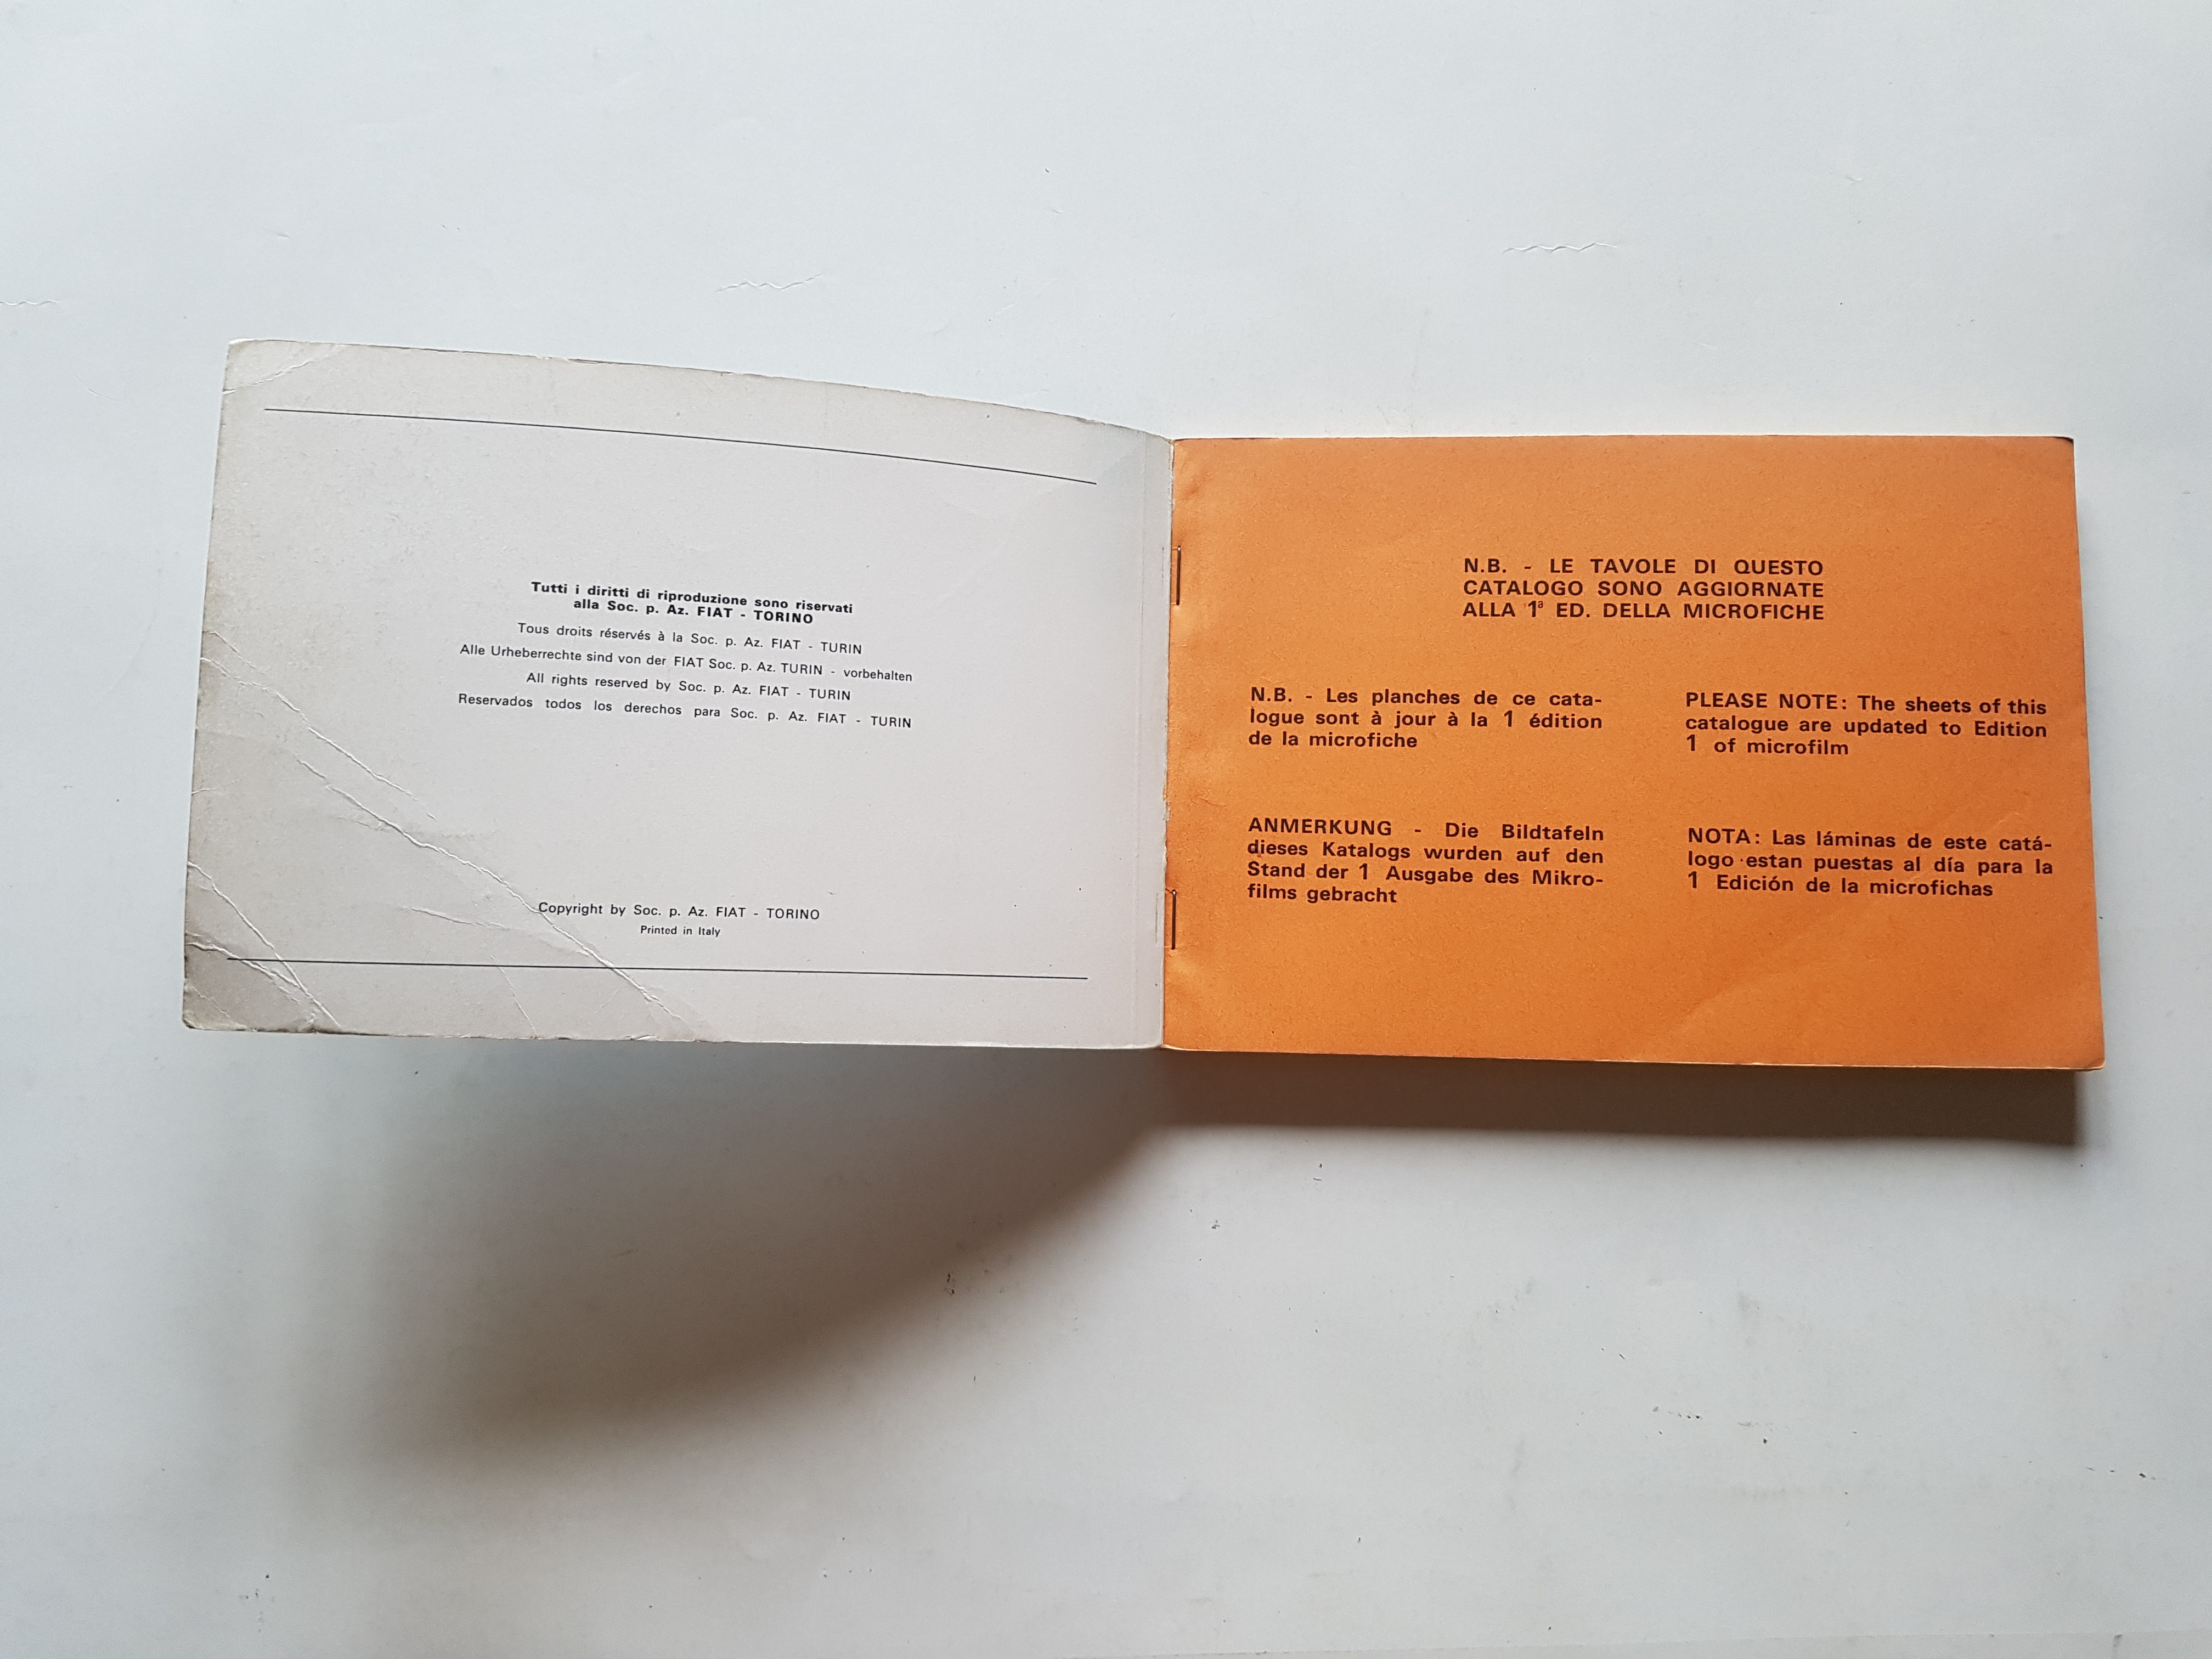 Tutti i diritti di riproduzione sono riservati
alla Soc. p. Az. FIAT - TORINO
Tous droits réservés à la Soc. p. Az. FIAT - TURIN
Alle Urheberrechte sind von der FIAT Soc. p. Az. TURIN - vorbehalten
All rights reserved by Soc. p. Az. FIAT - TURIN
Reservados todos los derechos para Soc. p. Az. FIAT - TURIN
Copyright by Soc. p. Az. FIAT - TORINO
Printed in Italy
N.B. - LE TAVOLE DI QUESTO
CATALOGO SONO AGGIORNATE
ALLA 1ª ED. DELLA MICROFICHE
N.B. - Les planches de ce cata-
logue sont à jour à la 1 édition
de la microfiche
PLEASE NOTE: The sheets of this
catalogue are updated to Edition
1 of microfilm
ANMERKUNG - Die Bildtafeln
dieses Katalogs wurden auf den
Stand der 1 Ausgabe des Mikro-
films gebracht
NOTA: Las láminas de este catá-
logo estan puestas al día para la
1 Edición de la microfichas